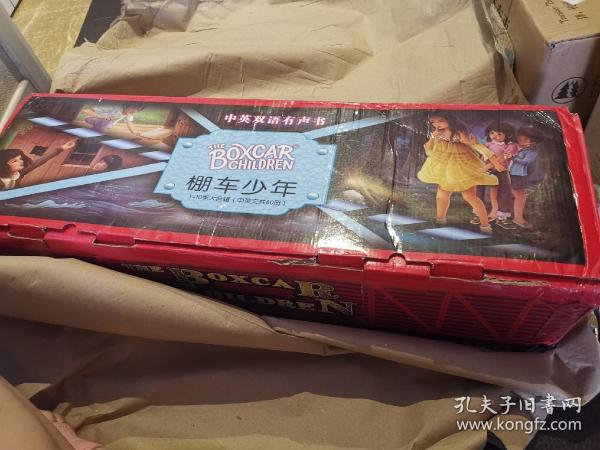 中英双语有声书
THE
BOXCAR
CHILDREN
棚车少年
THE BOXCAR
CHILDREN
孔夫子旧书网
www.kongfz.com